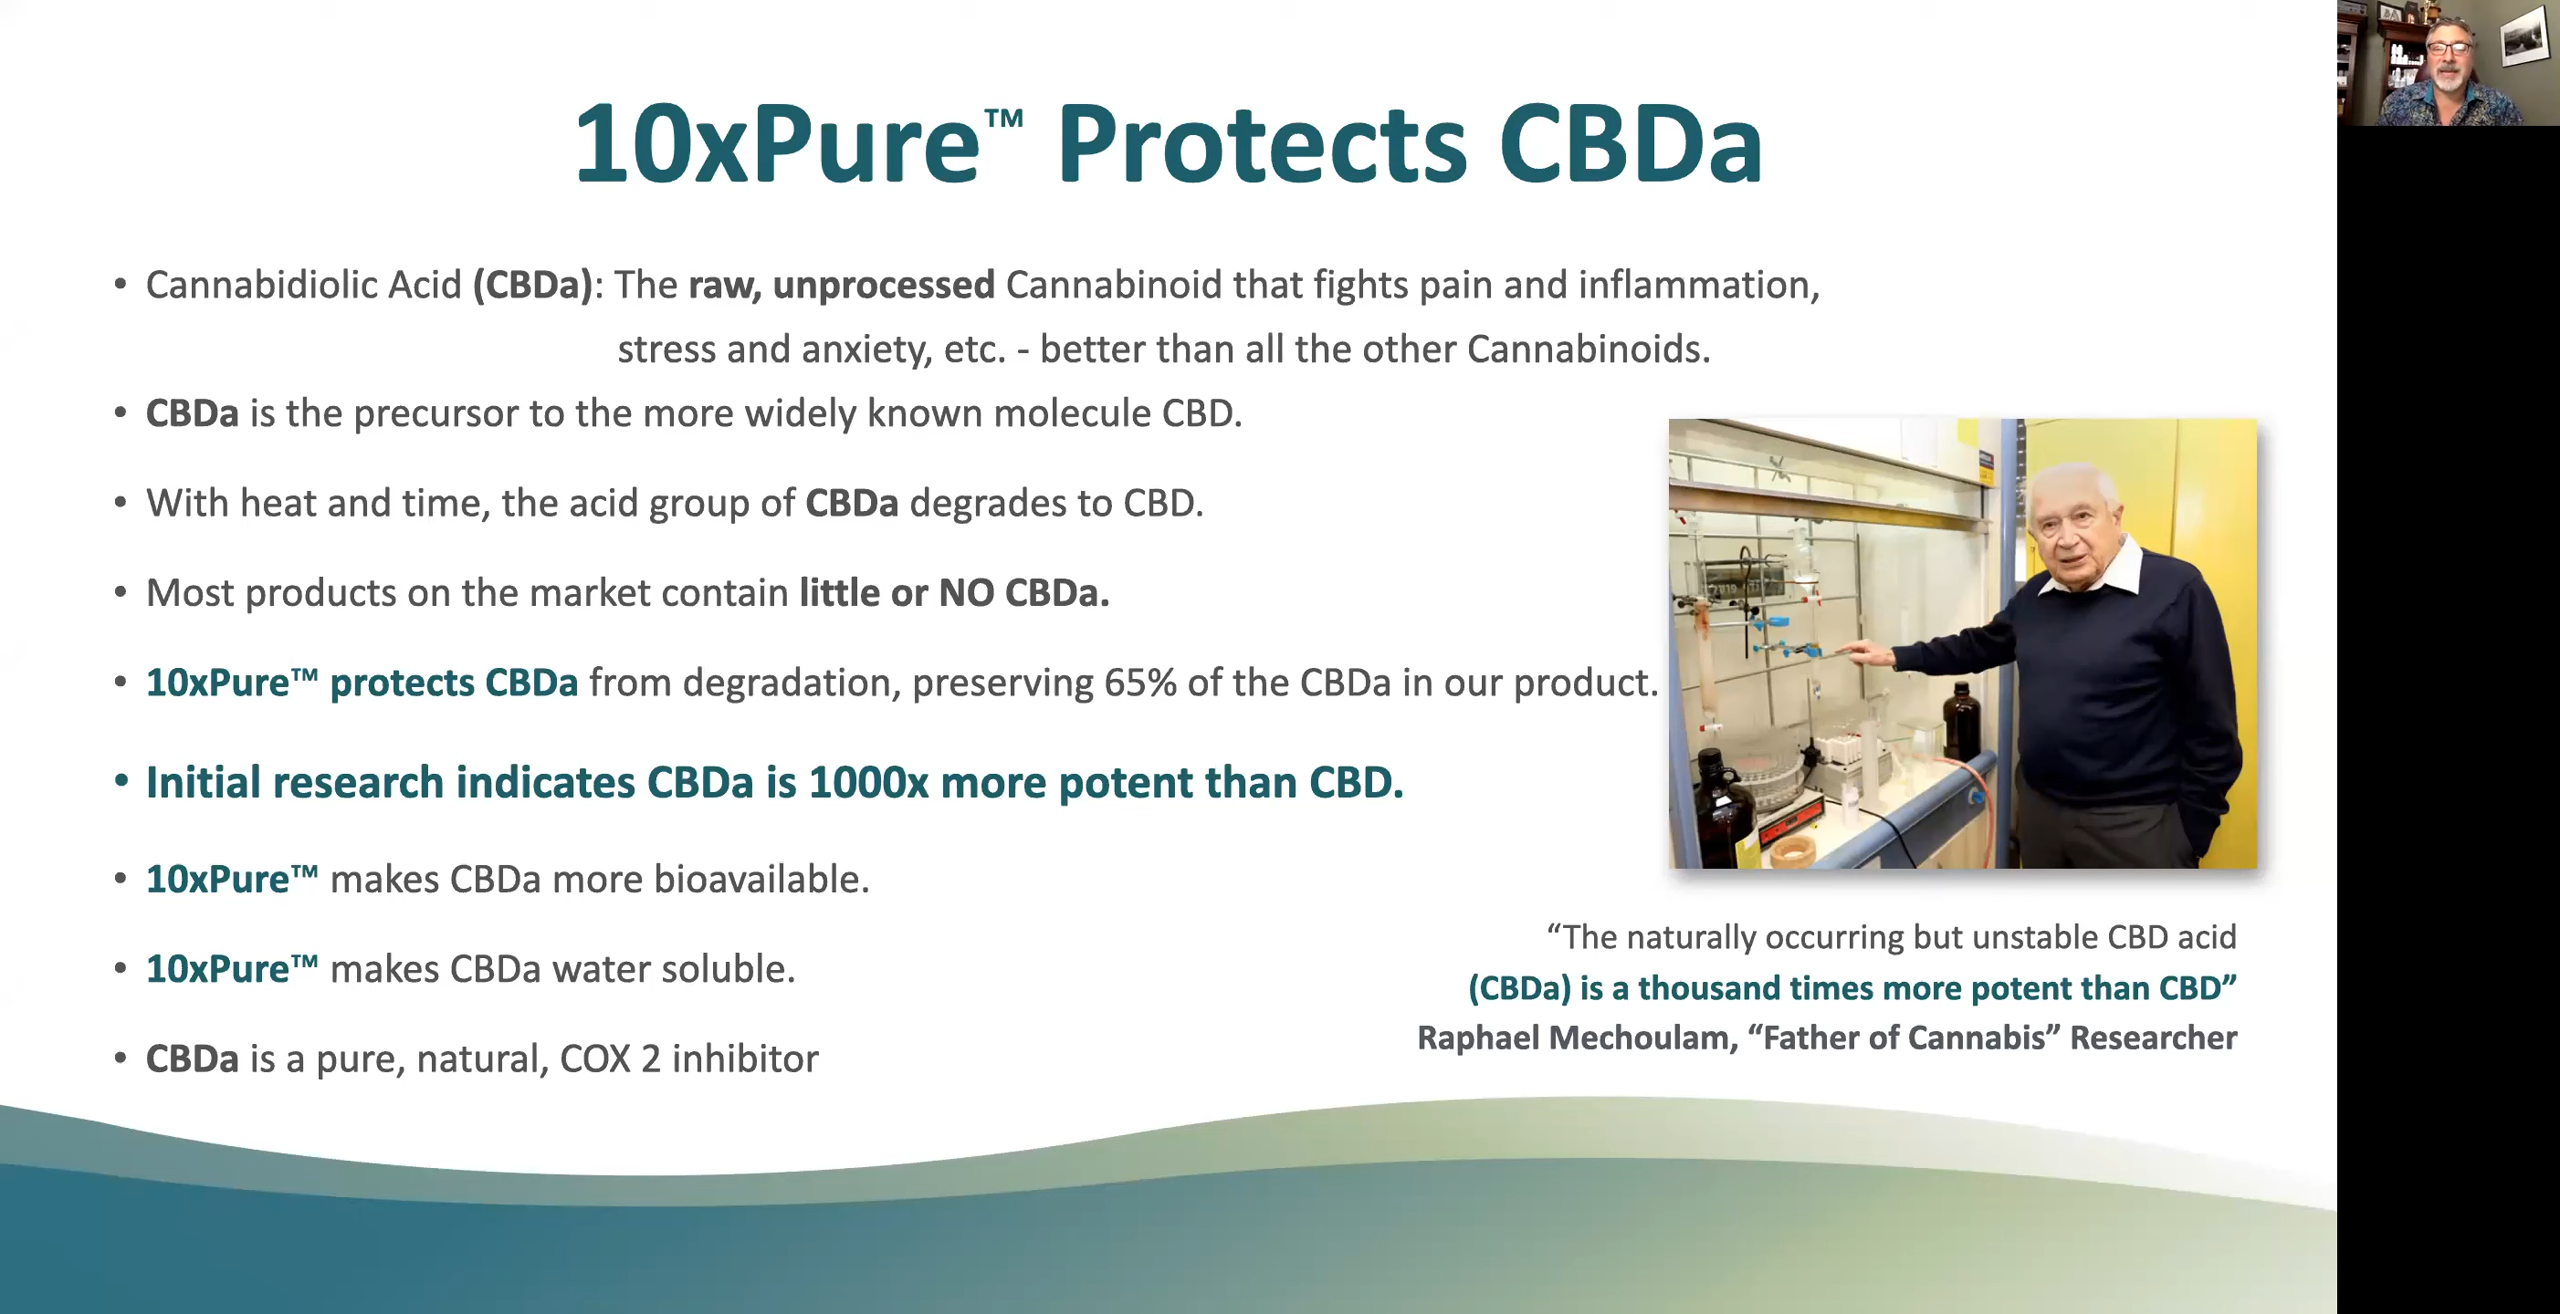 10xPure™ Protects CBDa
• Cannabidiolic Acid (CBDa): The raw, unprocessed Cannabinoid that fights pain and inflammation,
stress and anxiety, etc. - better than all the other Cannabinoids.
• CBDa is the precursor to the more widely known molecule CBD.
• With heat and time, the acid group of CBDa degrades to CBD.
• Most products on the market contain little or NO CBDa.
• 10xPure™ protects CBDa from degradation, preserving 65% of the CBDa in our product.
• Initial research indicates CBDa is 1000x more potent than CBD.
• 10xPure™ makes CBDa more bioavailable.
• 10xPure™ makes CBDa water soluble.
• CBDa is a pure, natural, COX 2 inhibitor
“The naturally occurring but unstable CBD acid
(CBDa) is a thousand times more potent than CBD”
Raphael Mechoulam, “Father of Cannabis” Researcher